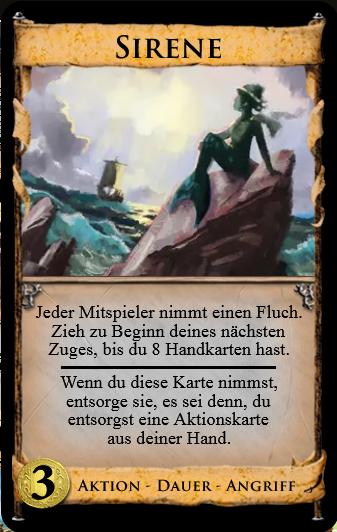 SIRENE
Jeder Mitspieler nimmt einen Fluch.
Zieh zu Beginn deines nächsten
Zuges, bis du 8 Handkarten hast.
Wenn du diese Karte nimmst,
entsorge sie, es sei denn, du
entsorgst eine Aktionskarte
aus deiner Hand.
3
AKTION - DAUER - ANGRIFF